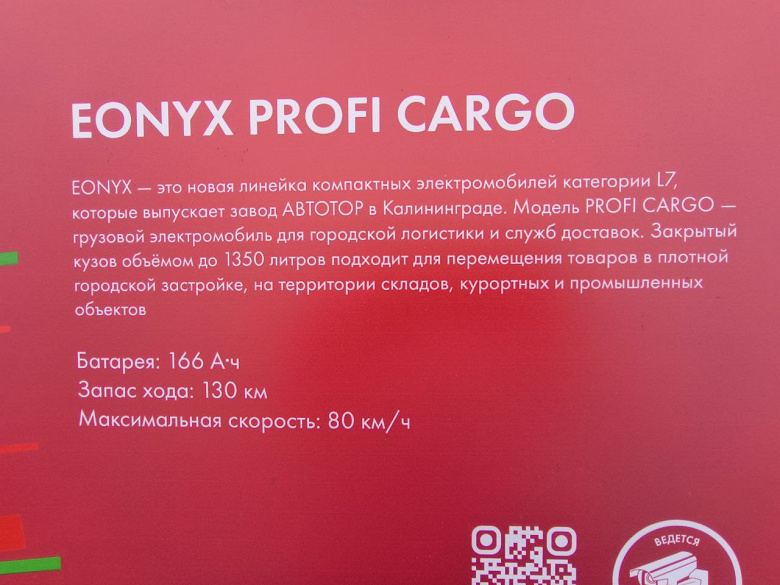 EONYX PROFI CARGO
EONYX — это новая линейка компактных электромобилей категории L7,
которые выпускает завод АВТОТОР в Калининграде. Модель PROFI CARGO —
грузовой электромобиль для городской логистики и служб доставок. Закрытый
кузов объёмом до 1350 литров подходит для перемещения товаров в плотной
городской застройке, на территории складов, курортных и промышленных
объектов
Батарея: 166 А·ч
Запас хода: 130 км
Максимальная скорость: 80 км/ч
ВЕДЕТСЯ